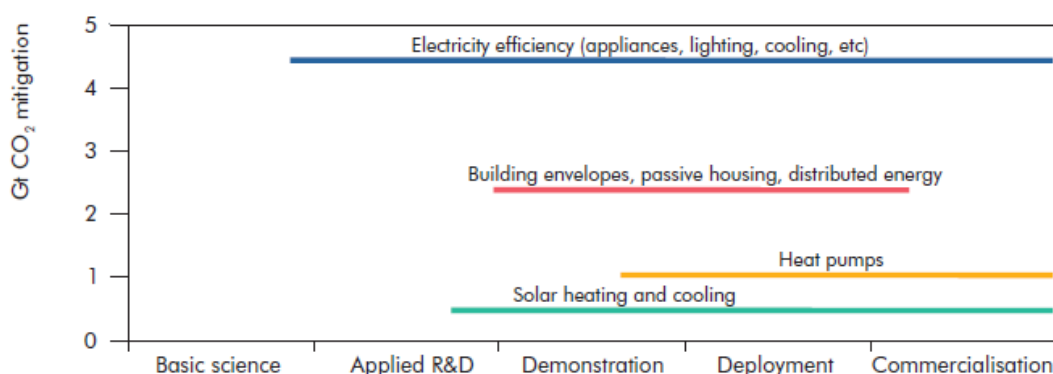 Gt CO₂ mitigation
5
4
3
2
1
0
Electricity efficiency (appliances, lighting, cooling, etc)
Building envelopes, passive housing, distributed energy
Heat pumps
Solar heating and cooling
Basic science
Applied R&D
Demonstration
Deployment
Commercialisation